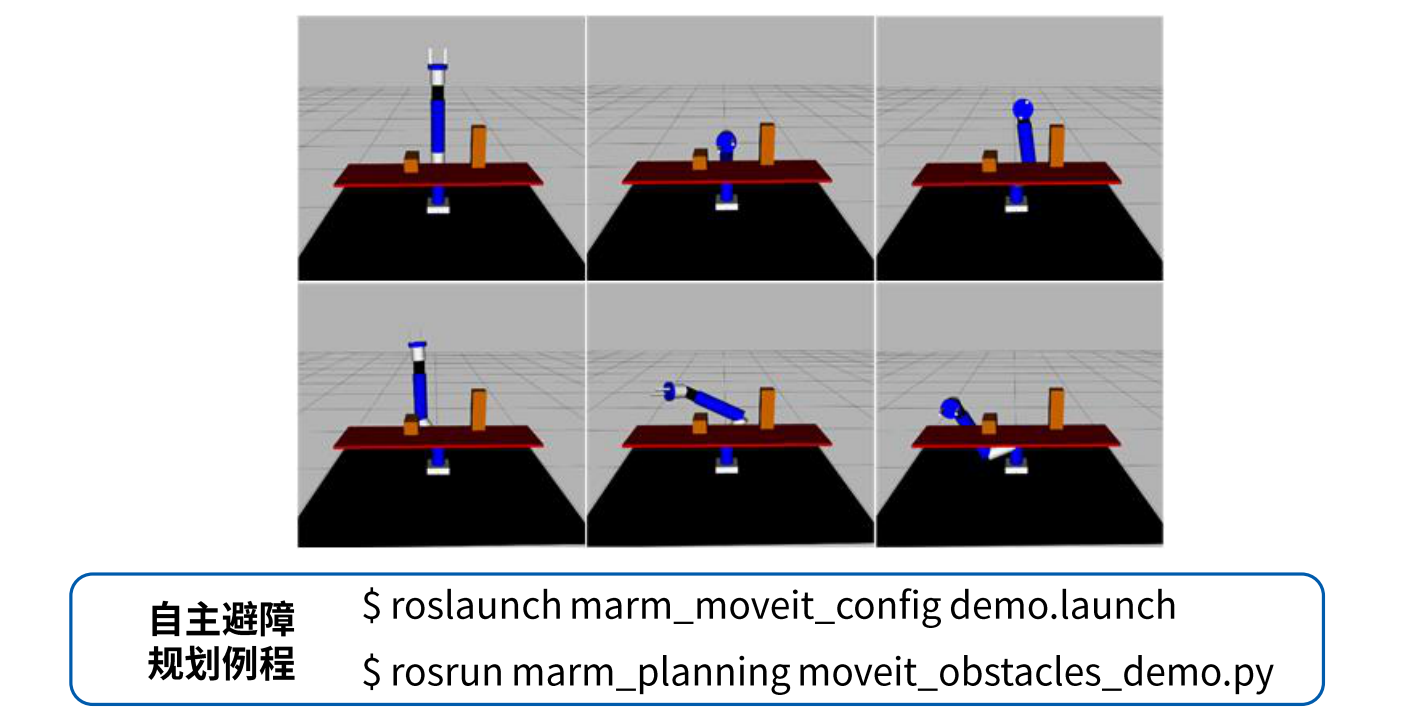 自主避障
规划例程
$ roslaunch marm_moveit_config demo.launch
$ rosrun marm_planning moveit_obstacles_demo.py